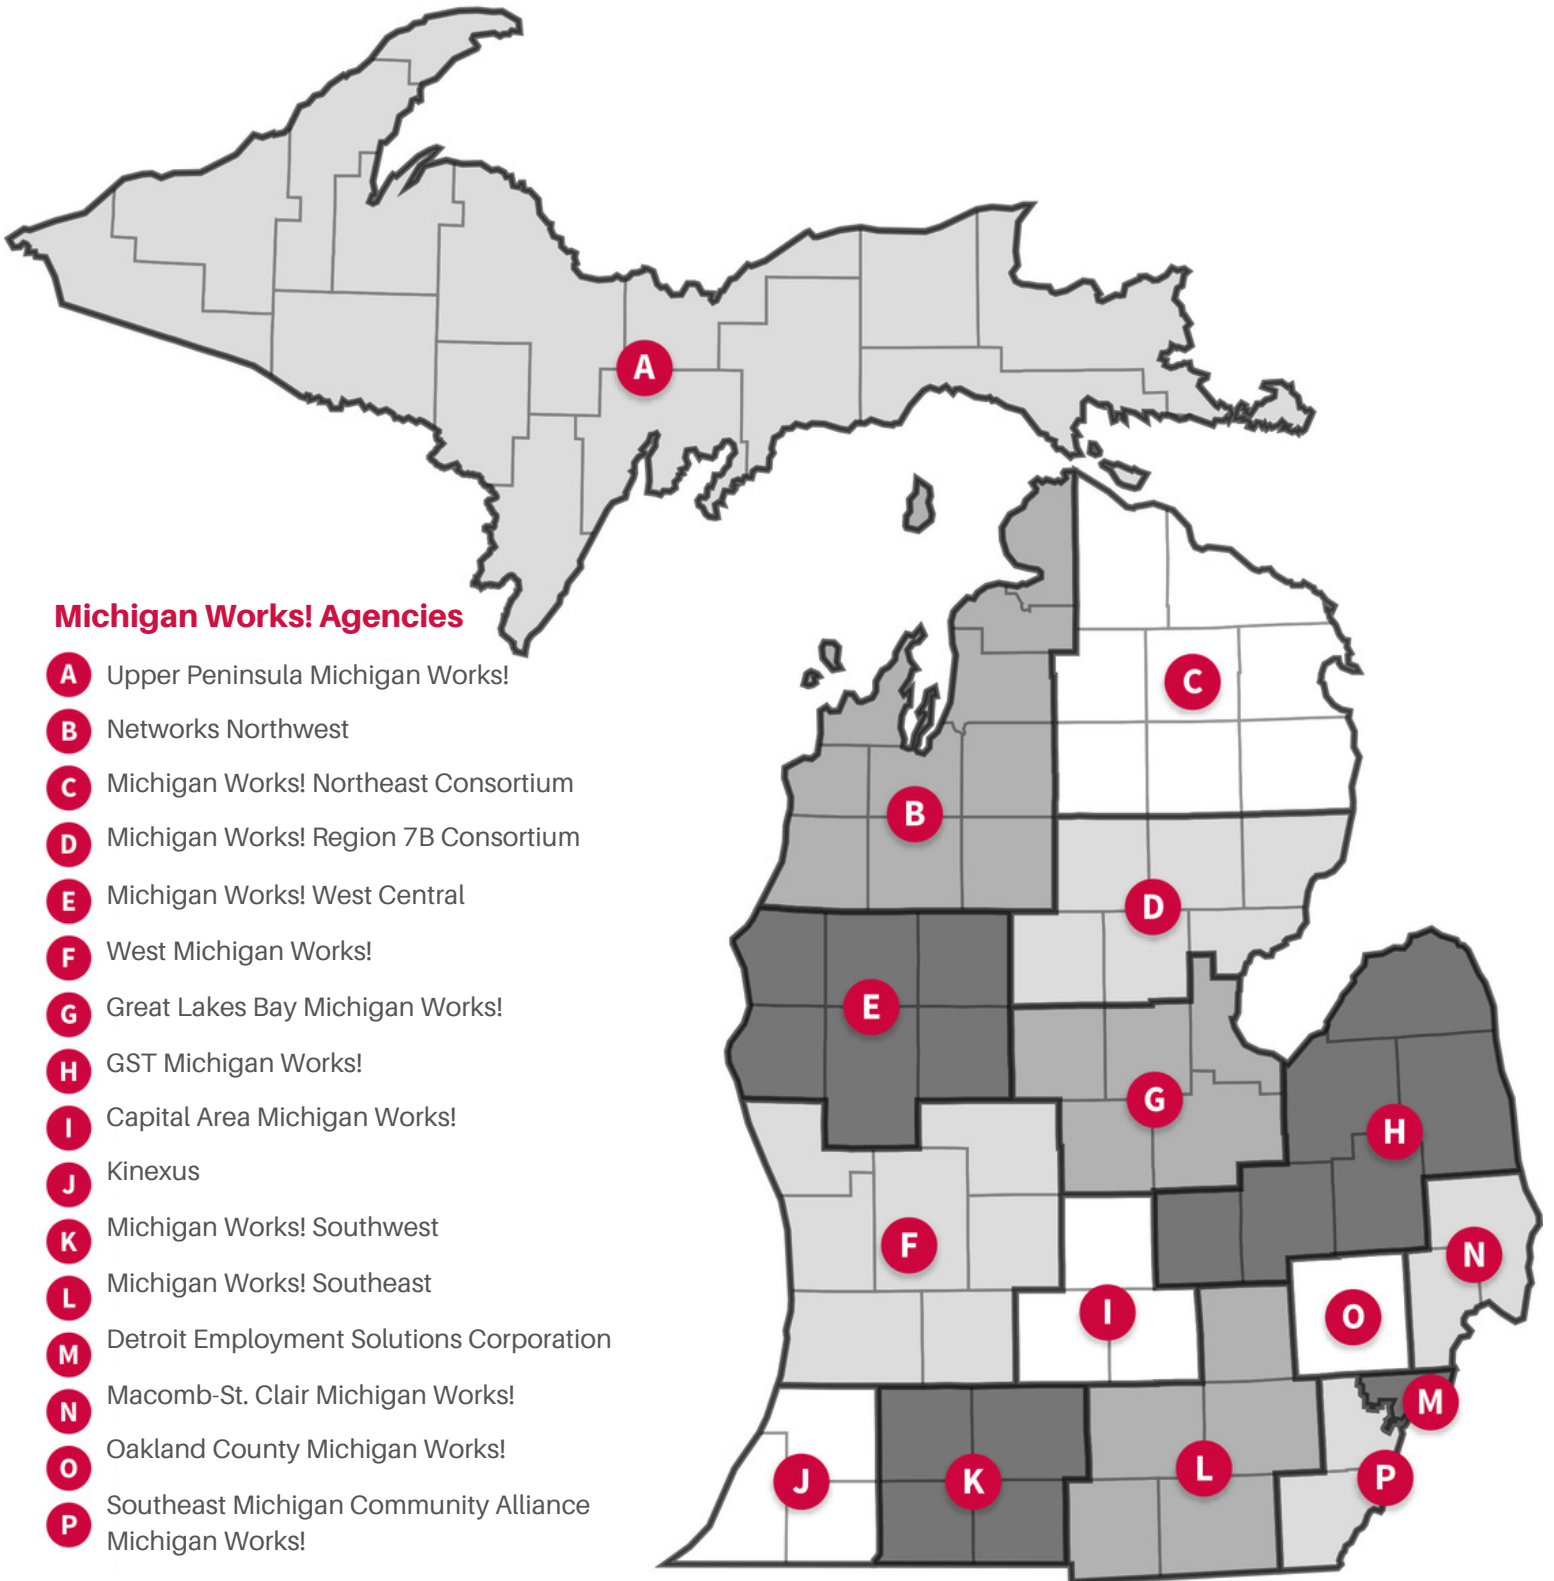 Michigan Works! Agencies
A Upper Peninsula Michigan Works!
B Networks Northwest
C Michigan Works! Northeast Consortium
D Michigan Works! Region 7B Consortium
E Michigan Works! West Central
F West Michigan Works!
G Great Lakes Bay Michigan Works!
H GST Michigan Works!
I Capital Area Michigan Works!
J Kinexus
K Michigan Works! Southwest
L Michigan Works! Southeast
M Detroit Employment Solutions Corporation
N Macomb-St. Clair Michigan Works!
O Oakland County Michigan Works!
P Southeast Michigan Community Alliance
Michigan Works!
A
C
B
D
E
G
H
F
N
I
O
M
L
P
J
K